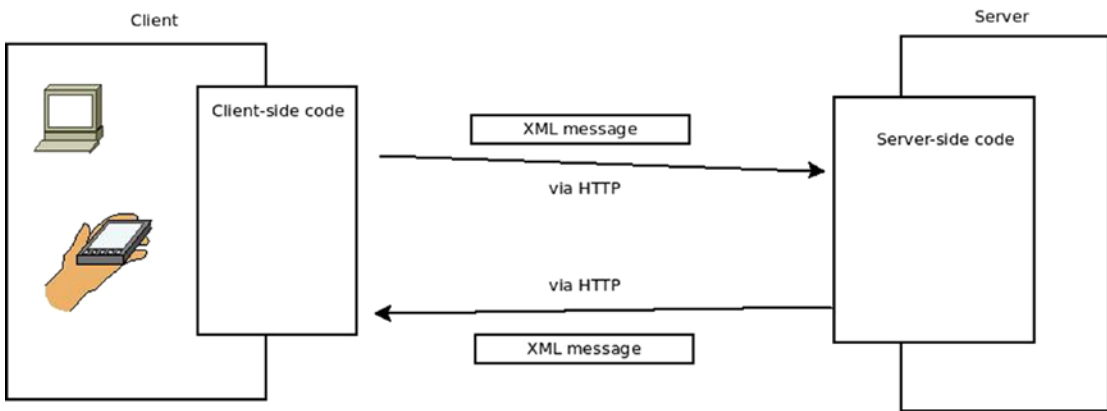 Client
Server
Client-side code
XML message
Server-side code
via HTTP
via HTTP
XML message